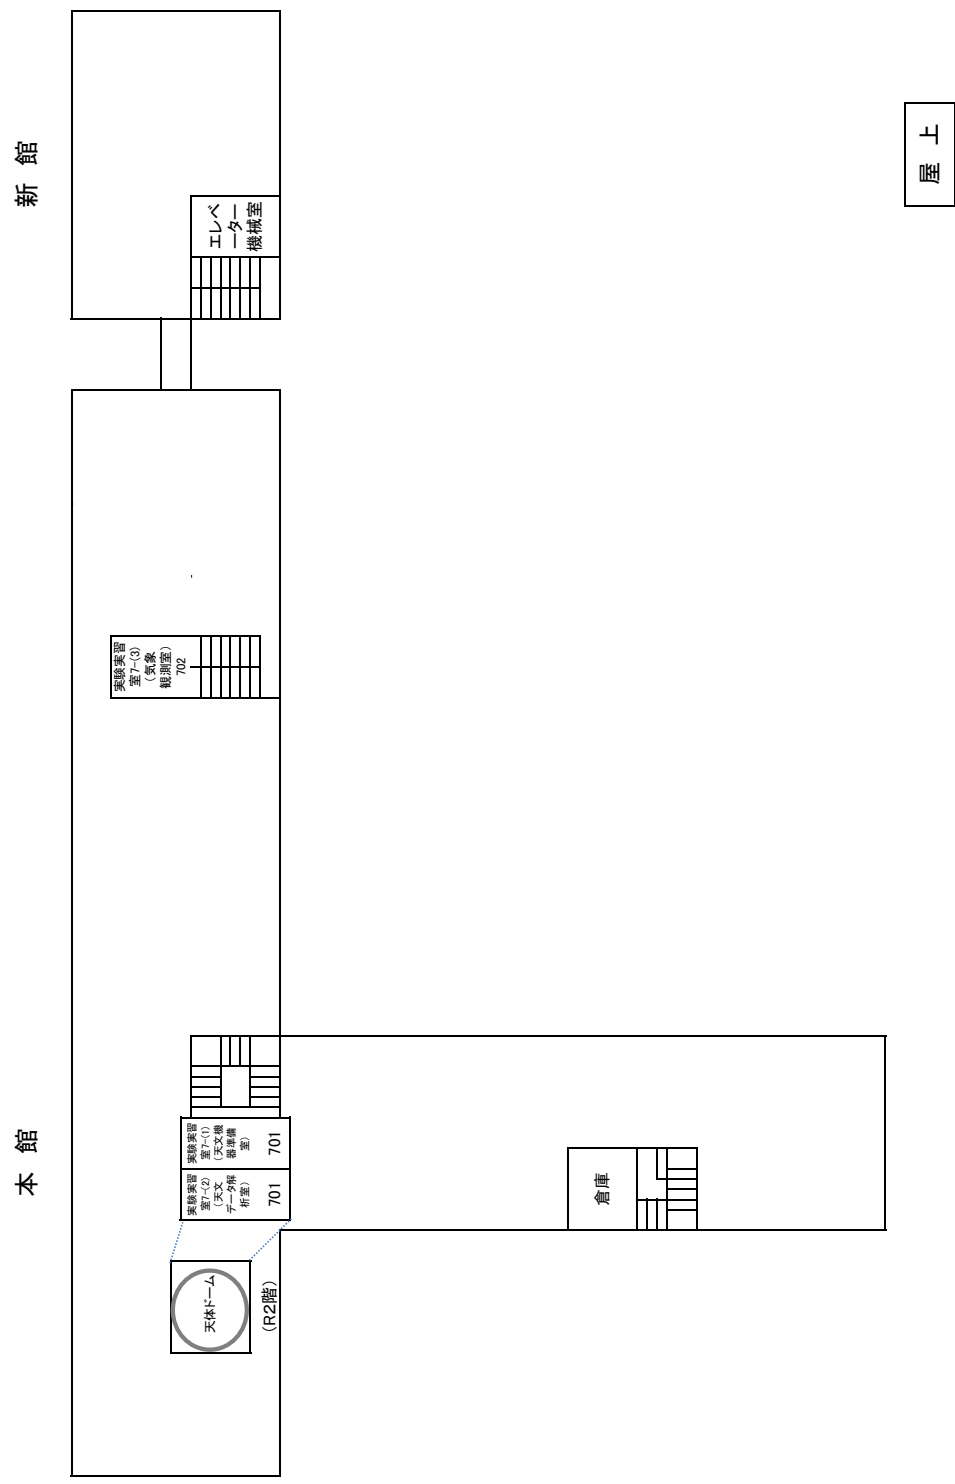 屋 上
新 館
エレベ
ーター
機械室
実験実習
室7-(3)
(気象
観測室)
702
本 館
実験実習
室7-(1)
(天文機
器準備
室)
701
実験実習
室7-(2)
(天文
データ解
析室)
701
倉庫
天体ドーム
(R2階)